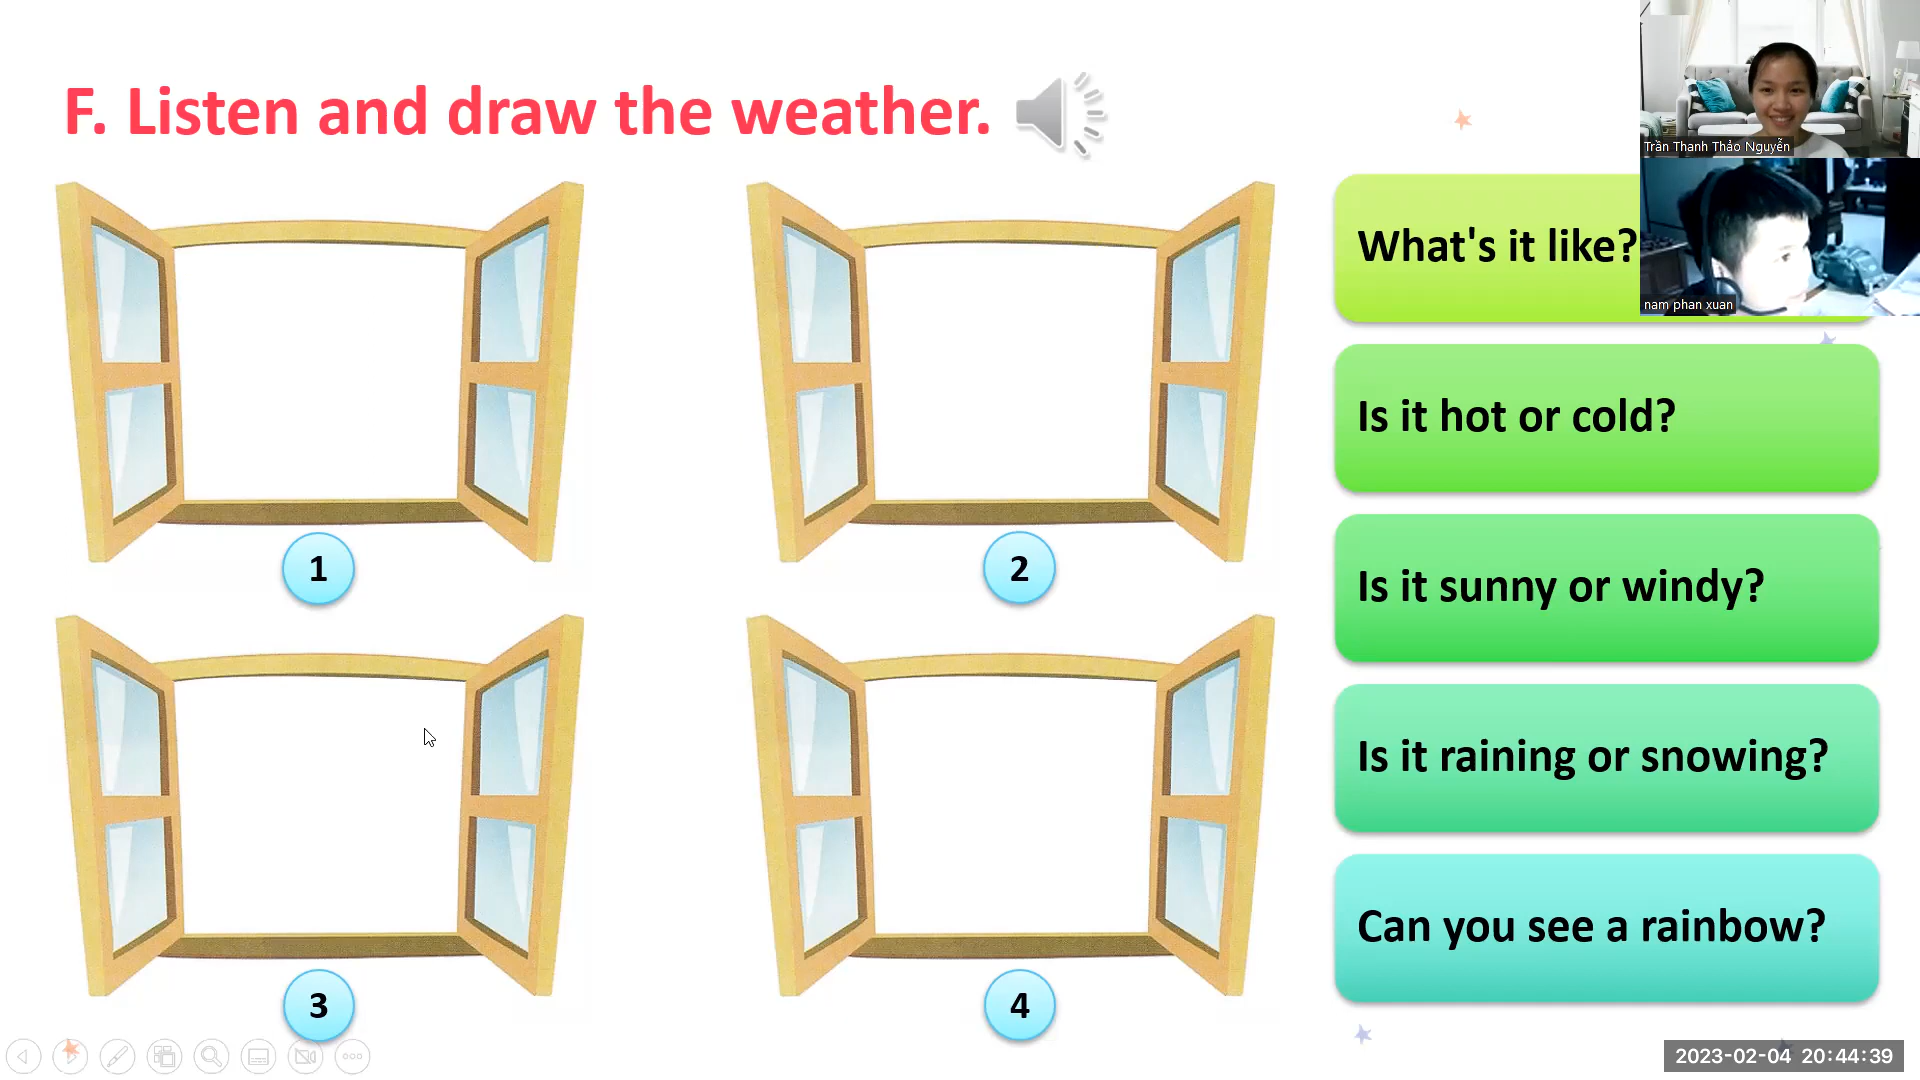 F. Listen and draw the weather.
Trần Thanh Thảo Nguyễn
What's it like?
nam phan xuan
Is it hot or cold?
Is it sunny or windy?
1
2
Is it raining or snowing?
Can you see a rainbow?
3
4
2023-02-04 20:44:39